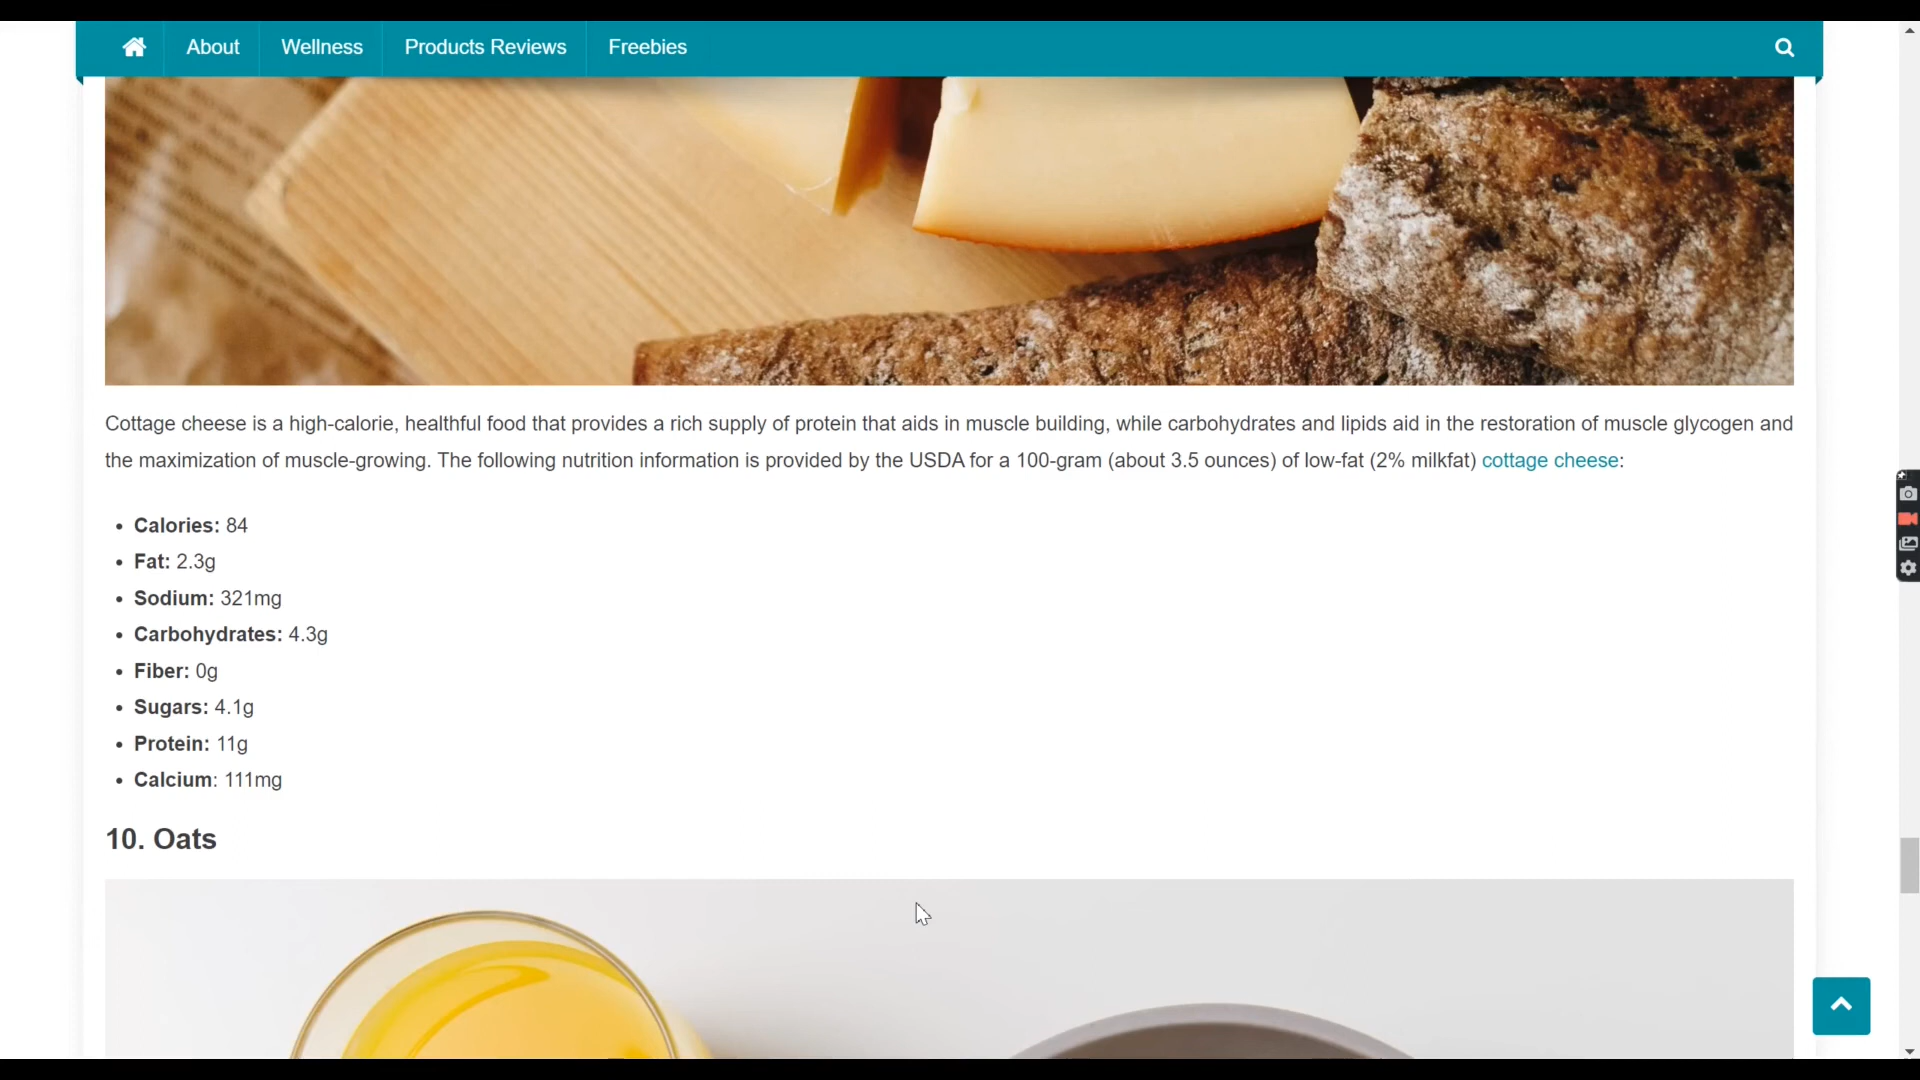 About Wellness Products Reviews Freebies
Cottage cheese is a high-calorie, healthful food that provides a rich supply of protein that aids in muscle building, while carbohydrates and lipids aid in the restoration of muscle glycogen and
the maximization of muscle-growing. The following nutrition information is provided by the USDA for a 100-gram (about 3.5 ounces) of low-fat (2% milkfat) cottage cheese:
Calories: 84
Fat: 2.3g
Sodium: 321mg
Carbohydrates: 4.3g
Fiber: 0g
Sugars: 4.1g
Protein: 11g
Calcium: 111mg
10. Oats